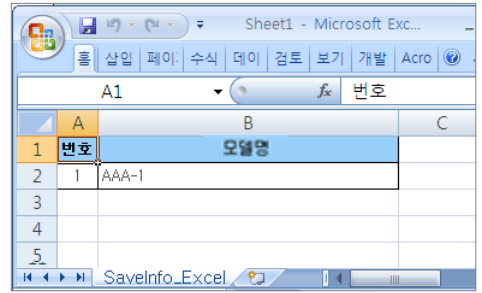 Sheet1 - Microsoft Exc...
홈 삽입 페이: 수식 데이 검토 보기 개발 Acro
A1 fx 번호
A B C
1 번호 모델명
2 1 AAA-1
3
4
5
SaveInfo_Excel